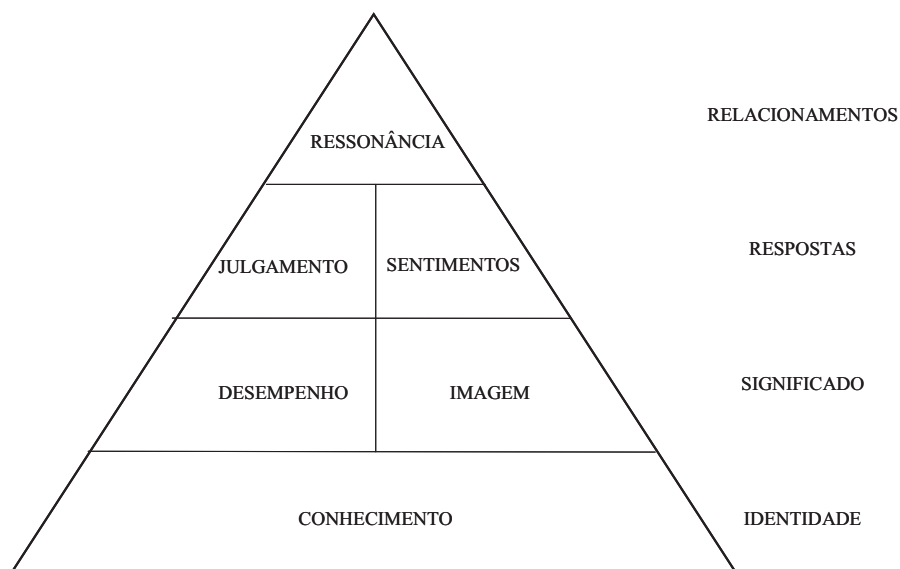 RELACIONAMENTOS
RESSONÂNCIA
RESPOSTAS
JULGAMENTO
SENTIMENTOS
SIGNIFICADO
DESEMPENHO
IMAGEM
CONHECIMENTO
IDENTIDADE